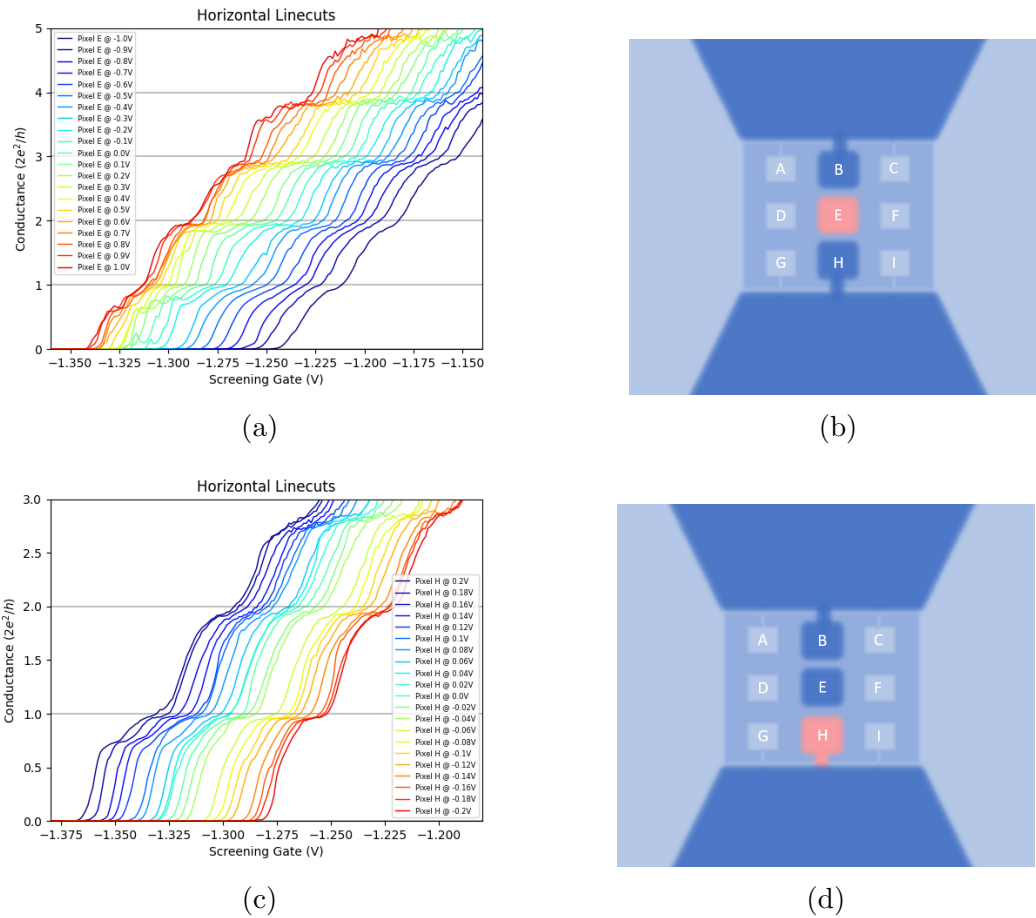 Horizontal Linecuts
5
4
3
2
1
0
Conductance (2e²/h)
Pixel E @ -1.0V
Pixel E @ -0.9V
Pixel E @ -0.8V
Pixel E @ -0.7V
Pixel E @ -0.6V
Pixel E @ -0.5V
Pixel E @ -0.4V
Pixel E @ -0.3V
Pixel E @ -0.2V
Pixel E @ -0.1V
Pixel E @ 0.0V
Pixel E @ 0.1V
Pixel E @ 0.2V
Pixel E @ 0.3V
Pixel E @ 0.4V
Pixel E @ 0.5V
Pixel E @ 0.6V
Pixel E @ 0.7V
Pixel E @ 0.8V
Pixel E @ 0.9V
Pixel E @ 1.0V
−1.350 −1.325 −1.300 −1.275 −1.250 −1.225 −1.200 −1.175 −1.150
Screening Gate (V)
(a)
A B C
D E F
G H I
(b)
Horizontal Linecuts
3.0
2.5
2.0
1.5
1.0
0.5
0.0
Conductance (2e²/h)
Pixel H @ 0.2V
Pixel H @ 0.18V
Pixel H @ 0.16V
Pixel H @ 0.14V
Pixel H @ 0.12V
Pixel H @ 0.1V
Pixel H @ 0.08V
Pixel H @ 0.06V
Pixel H @ 0.04V
Pixel H @ 0.02V
Pixel H @ 0.0V
Pixel H @ -0.02V
Pixel H @ -0.04V
Pixel H @ -0.06V
Pixel H @ -0.08V
Pixel H @ -0.1V
Pixel H @ -0.12V
Pixel H @ -0.14V
Pixel H @ -0.16V
Pixel H @ -0.18V
Pixel H @ -0.2V
−1.375 −1.350 −1.325 −1.300 −1.275 −1.250 −1.225 −1.200
Screening Gate (V)
(c)
A B C
D E F
G H I
(d)